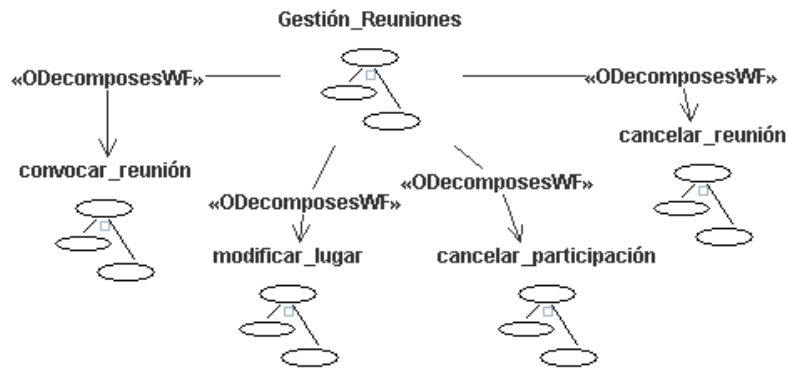 Gestión_Reuniones
«ODecomposesWF»
«ODecomposesWF»
cancelar_reunión
convocar_reunión
«ODecomposesWF»
«ODecomposesWF»
modificar_lugar
cancelar_participación